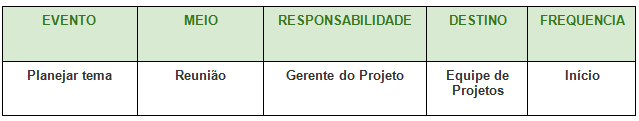 EVENTO MEIO RESPONSABILIDADE DESTINO FREQUENCIA
Planejar tema Reunião Gerente do Projeto Equipe de Projetos Início